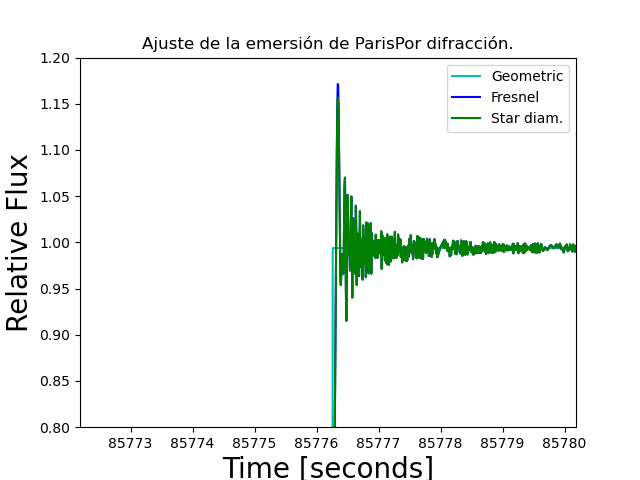 Ajuste de la emersión de ParisPor difracción.
Geometric
Fresnel
Star diam.
1.20
1.15
1.10
1.05
1.00
0.95
0.90
0.85
0.80
Relative Flux
85773 85774 85775 85776 85777 85778 85779 85780
Time [seconds]